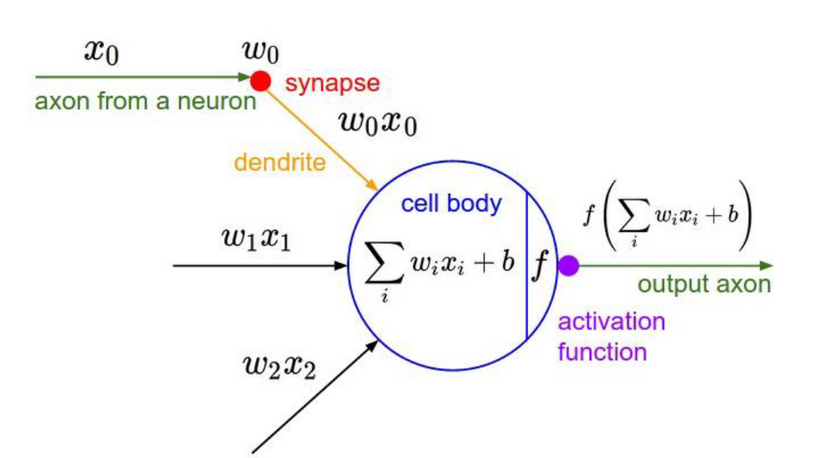 x₀
w₀
synapse
axon from a neuron
w₀x₀
dendrite
cell body
f(∑ᵢ wᵢxᵢ + b)
w₁x₁
∑ᵢ wᵢxᵢ + b
f
output axon
activation
function
w₂x₂